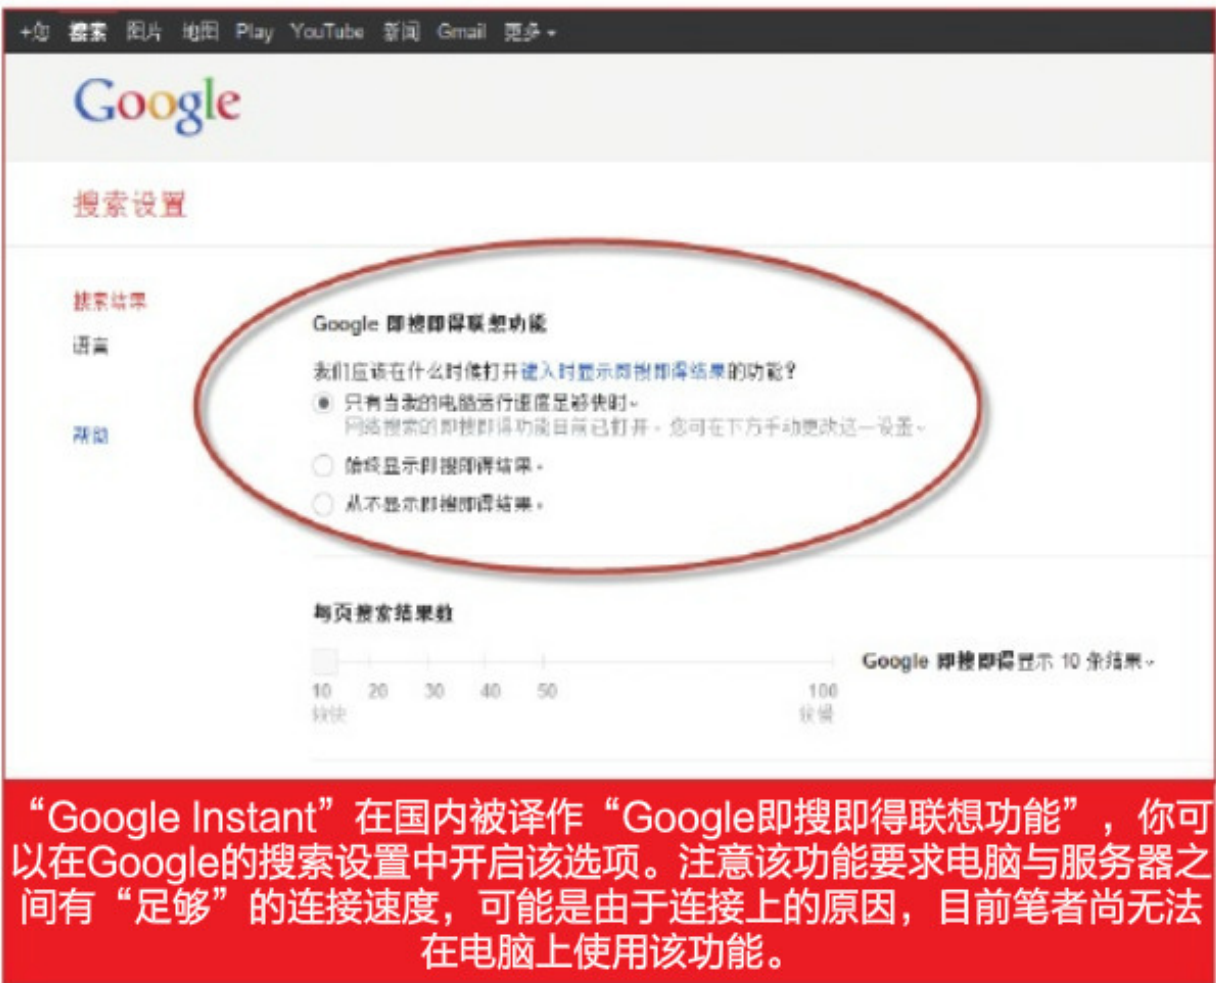 +您 搜索 图片 地图 Play YouTube 新闻 Gmail 更多
Google
搜索设置
搜索结果
语言
帮助
Google 即搜即得联想功能
我们应该在什么时候打开键入时显示即搜即得结果的功能?
只有当我的电脑运行速度足够快时。
网络搜索的即搜即得功能目前已打开。您可在下方手动更改这一设置。
始终显示即搜即得结果。
从不显示即搜即得结果。
每页搜索结果数
10 20 30 40 50 100
较快 较慢
Google 即搜即得显示 10 条结果。
“Google Instant”在国内被译作“Google即搜即得联想功能”，你可
以在Google的搜索设置中开启该选项。注意该功能要求电脑与服务器之
间有“足够”的连接速度，可能是由于连接上的原因，目前笔者尚无法
在电脑上使用该功能。